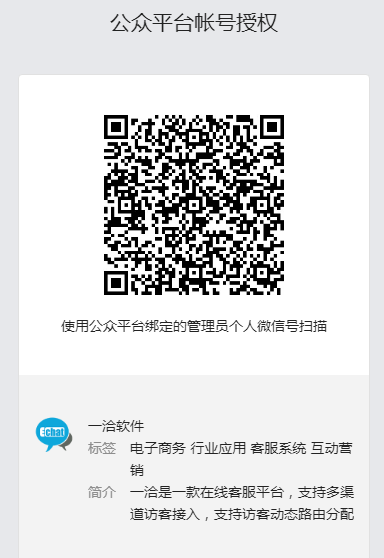 公众平台帐号授权
使用公众平台绑定的管理员个人微信号扫描
Echat
一洽软件
标签 电子商务 行业应用 客服系统 互动营
销
简介 一洽是一款在线客服平台，支持多渠
道访客接入，支持访客动态路由分配